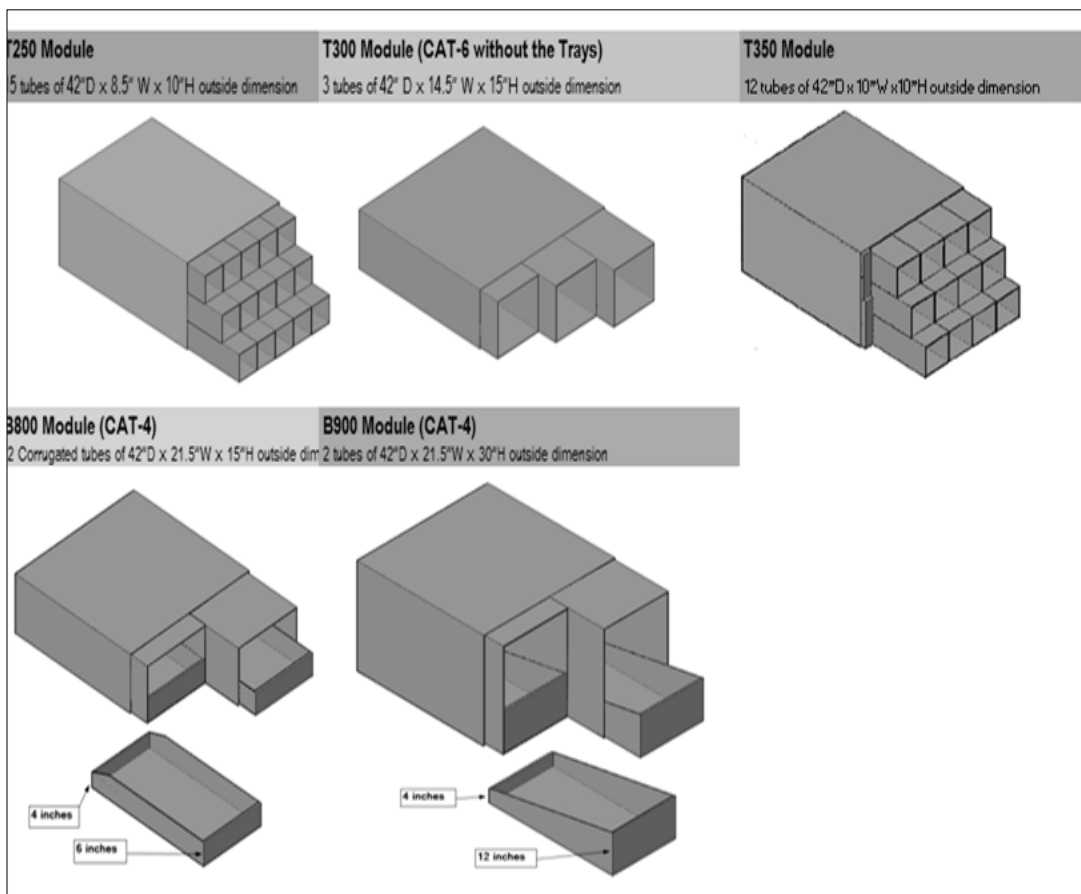 T250 Module
5 tubes of 42"D x 8.5" W x 10"H outside dimension
T300 Module (CAT-6 without the Trays)
3 tubes of 42" D x 14.5" W x 15"H outside dimension
T350 Module
12 tubes of 42"D x 10"W x10"H outside dimension
B800 Module (CAT-4)
2 Corrugated tubes of 42"D x 21.5"W x 15"H outside dim
B900 Module (CAT-4)
2 tubes of 42"D x 21.5"W x 30"H outside dimension
4 inches
6 inches
4 inches
12 inches